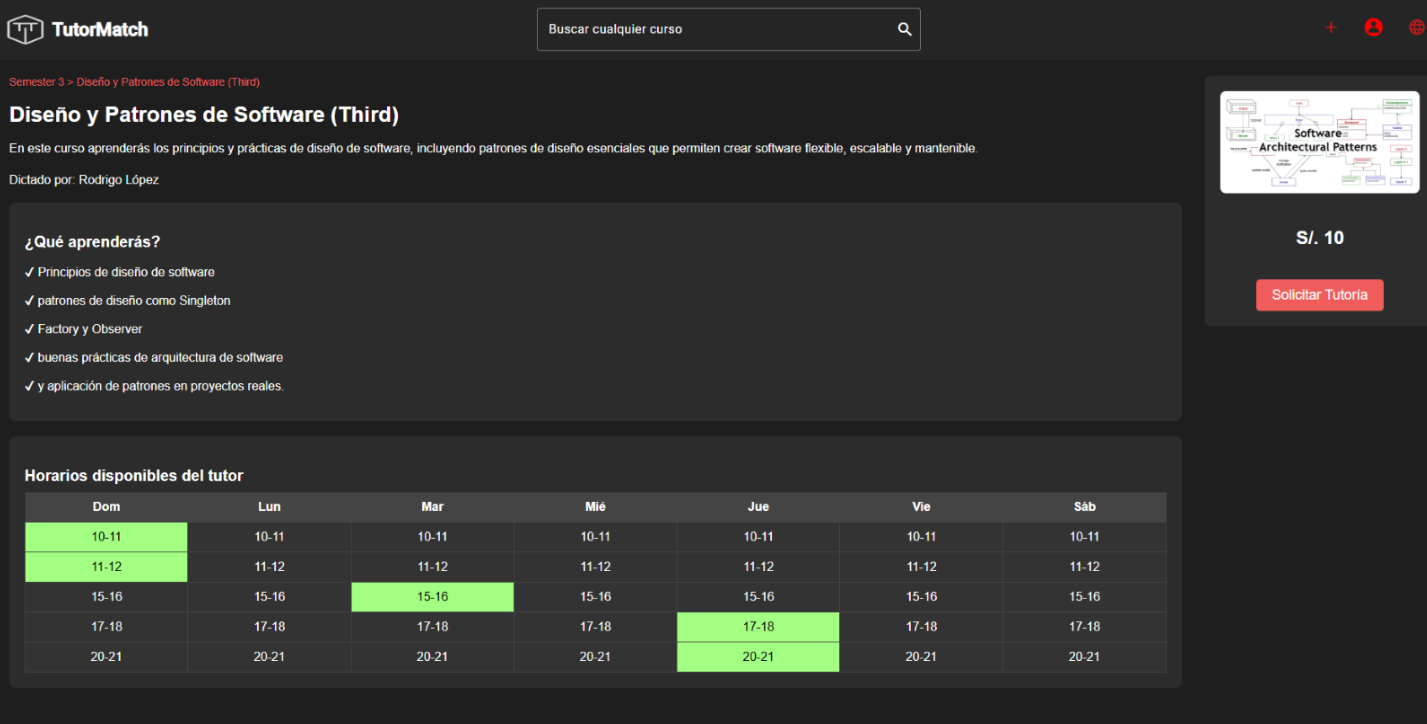 TutorMatch
Buscar cualquier curso
Semester 3 > Diseño y Patrones de Software (Third)
Diseño y Patrones de Software (Third)
En este curso aprenderás los principios y prácticas de diseño de software, incluyendo patrones de diseño esenciales que permiten crear software flexible, escalable y mantenible.
Dictado por: Rodrigo López
¿Qué aprenderás?
✓ Principios de diseño de software
✓ patrones de diseño como Singleton
✓ Factory y Observer
✓ buenas prácticas de arquitectura de software
✓ y aplicación de patrones en proyectos reales.
Horarios disponibles del tutor
Dom Lun Mar Mié Jue Vie Sáb
10-11 10-11 10-11 10-11 10-11 10-11 10-11
11-12 11-12 11-12 11-12 11-12 11-12 11-12
15-16 15-16 15-16 15-16 15-16 15-16 15-16
17-18 17-18 17-18 17-18 17-18 17-18 17-18
20-21 20-21 20-21 20-21 20-21 20-21 20-21
Software
Architectural Patterns
S/. 10
Solicitar Tutoría